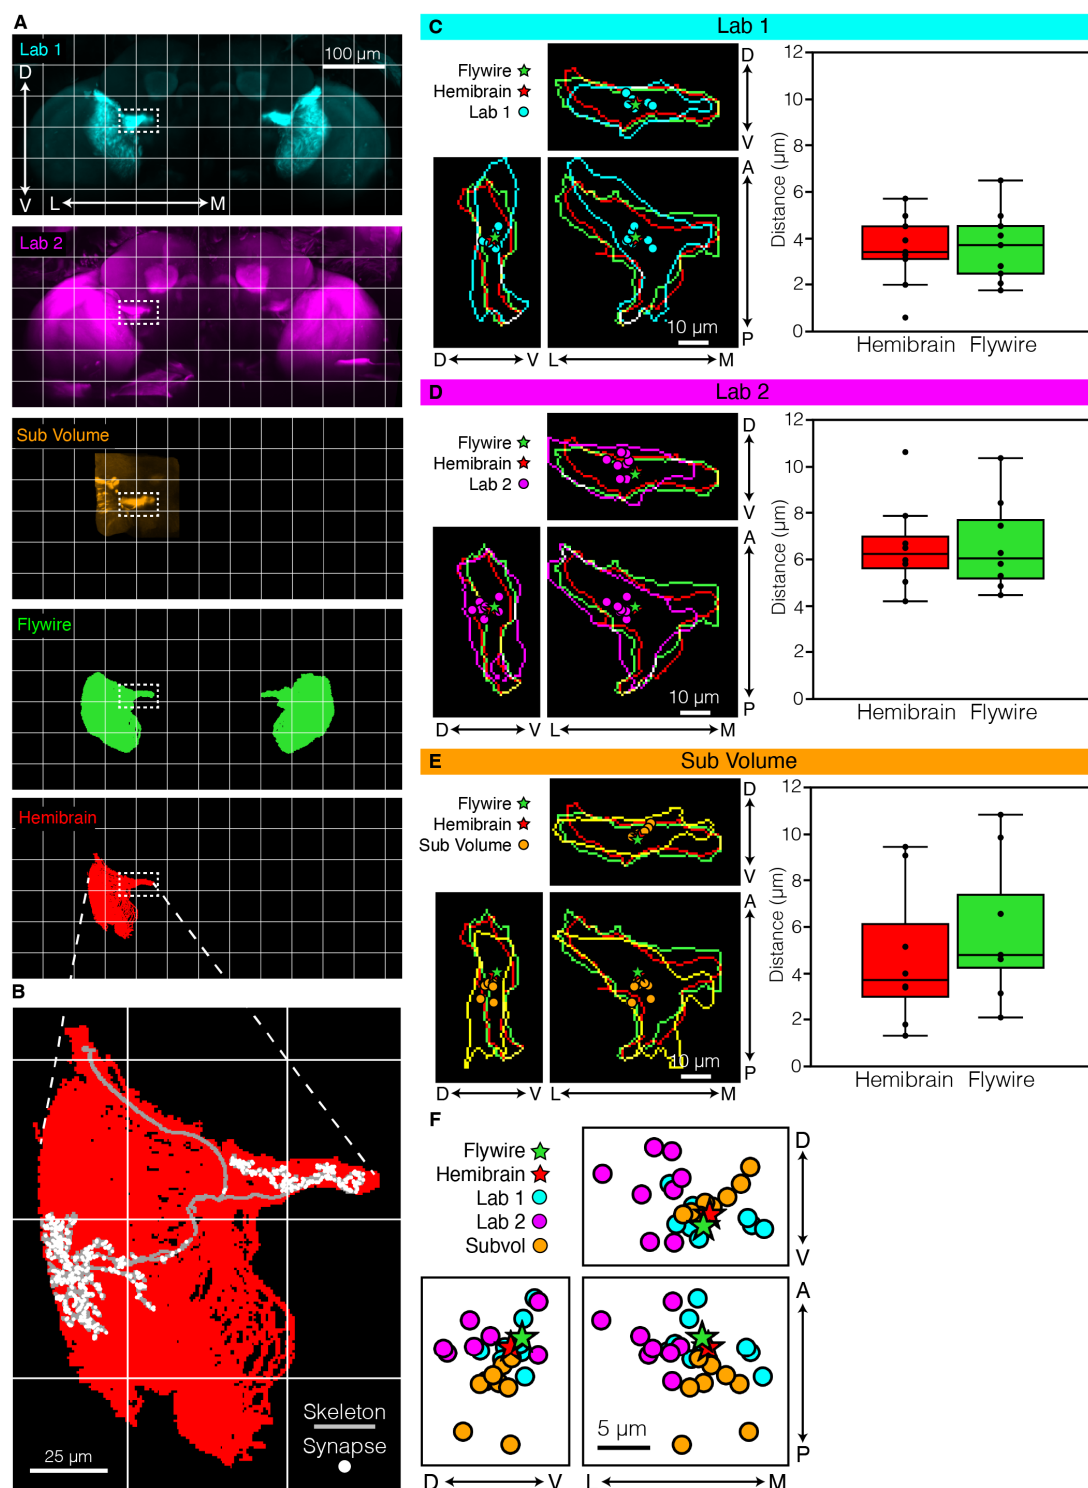 A
Lab 1
100 µm
D
V
L
M
Lab 2
Sub Volume
Flywire
Hemibrain
B
Skeleton
Synapse
25 µm
C
Lab 1
Flywire
Hemibrain
Lab 1
D
V
A
P
10 µm
D
V
L
M
12
10
8
6
4
2
0
Distance (µm)
Hemibrain
Flywire
D
Lab 2
Flywire
Hemibrain
Lab 2
D
V
A
P
10 µm
D
V
L
M
12
10
8
6
4
2
0
Distance (µm)
Hemibrain
Flywire
E
Sub Volume
Flywire
Hemibrain
Sub Volume
D
V
A
P
10 µm
D
V
L
M
12
10
8
6
4
2
0
Distance (µm)
Hemibrain
Flywire
F
Flywire
Hemibrain
Lab 1
Lab 2
Subvol
D
V
A
P
5 µm
D
V
L
M